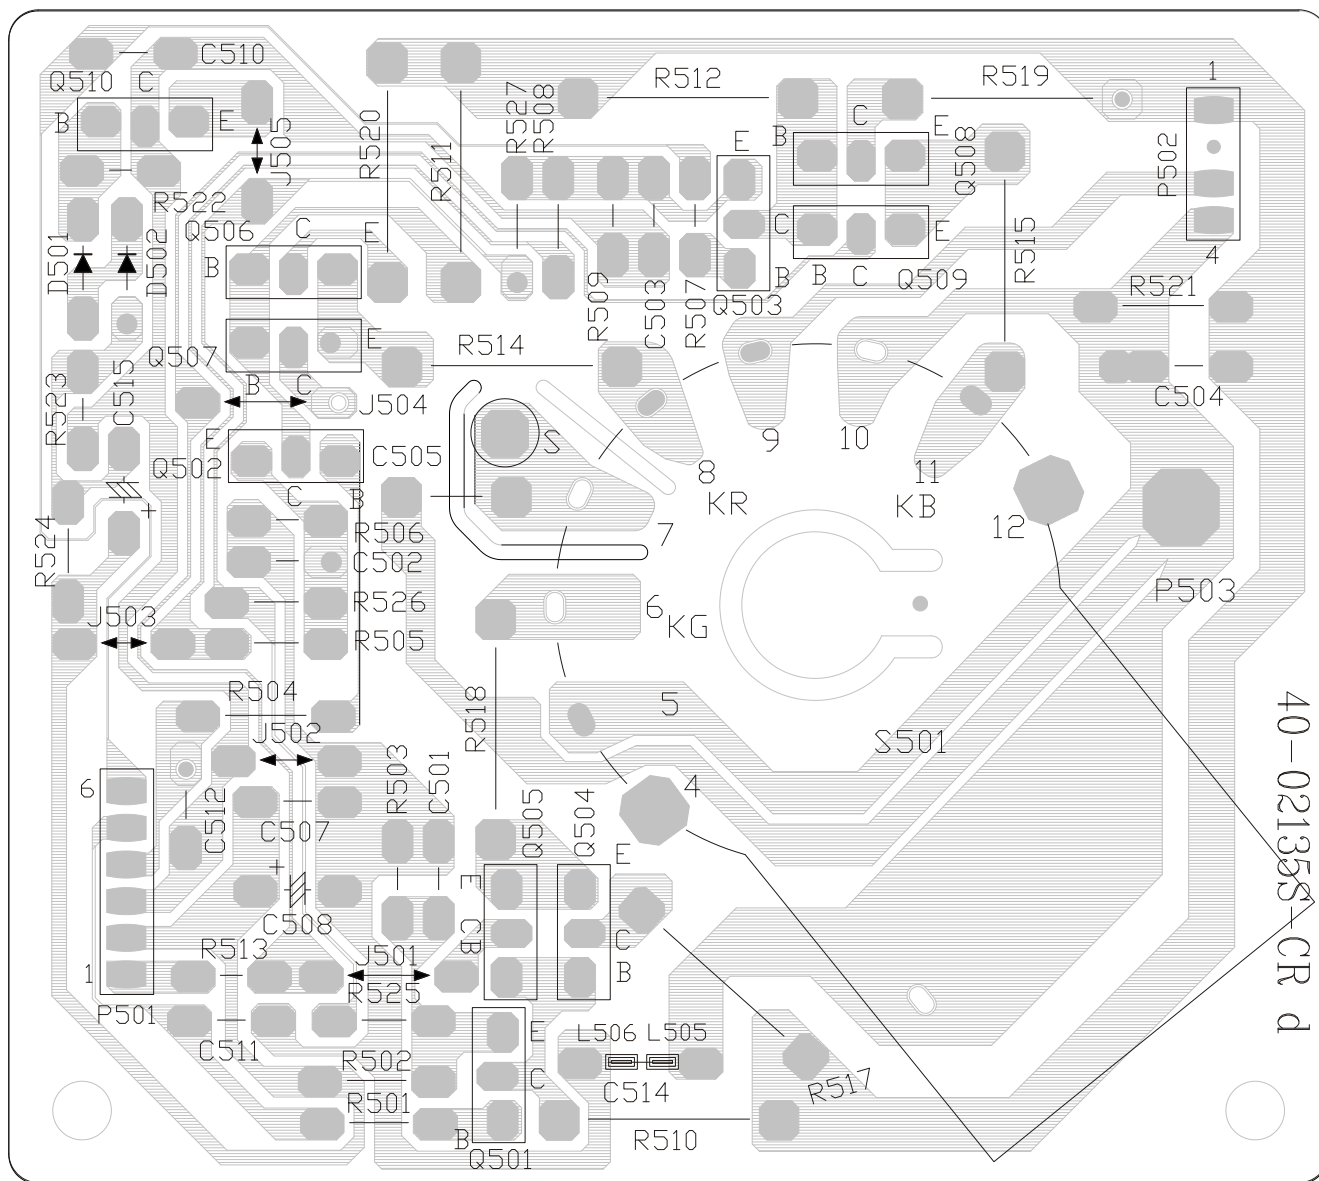 C510
Q510
C
B
E
J505
R520
R511
R527
R508
R512
R519
1
P502
4
C
E
B
C
E
Q508
B
C
Q509
B
E
C
B
Q503
R515
R522
D501
D502
Q506
C
E
B
R509
C503
R507
R521
Q507
E
B
C
R514
C504
J504
R523
C515
E
Q502
C
B
C505
S
8
KR
9
10
11
KB
12
7
+
R524
R506
C502
R526
R505
J503
6
KG
P503
R504
J502
R518
5
S501
40-02135S-CR d
6
C512
C507
R503
C501
Q505
Q504
4
+
C508
E
C
B
E
C
B
R513
J501
1
P501
R525
C511
E
C
B
Q501
R502
R501
L506
L505
C514
R510
R517